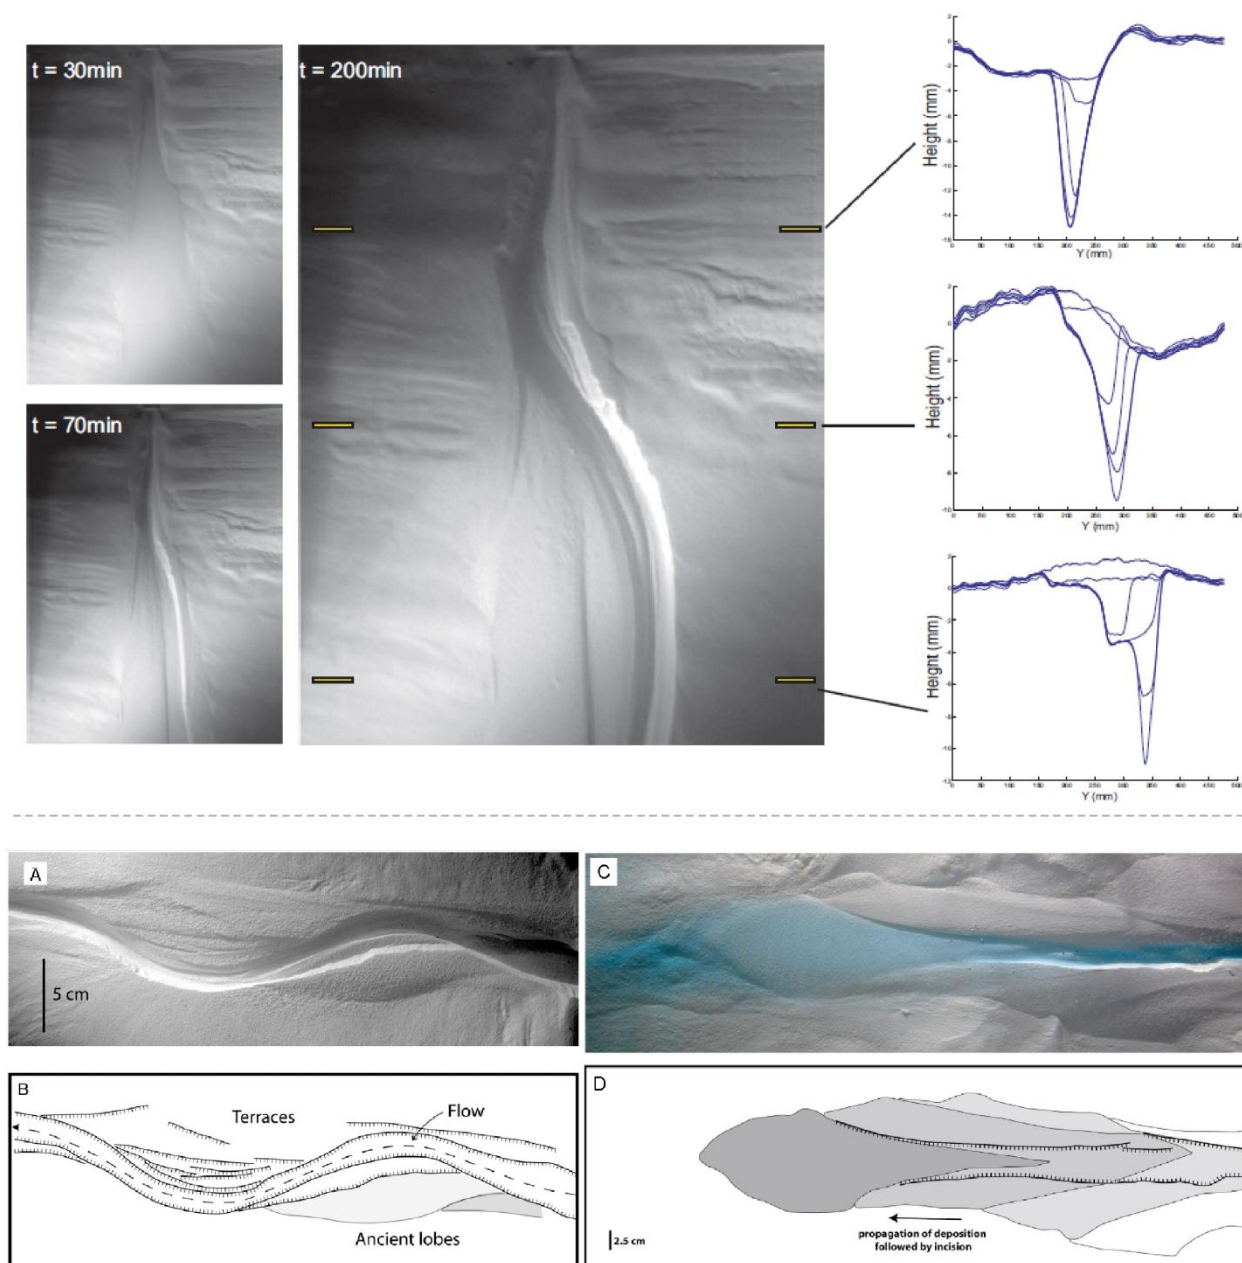 t = 30min
t = 200min
t = 70min
Height (mm)
Y (mm)
Height (mm)
Y (mm)
Height (mm)
Y (mm)
A
5 cm
C
B
Terraces
Flow
Ancient lobes
D
2.5 cm
propagation of deposition
followed by incision